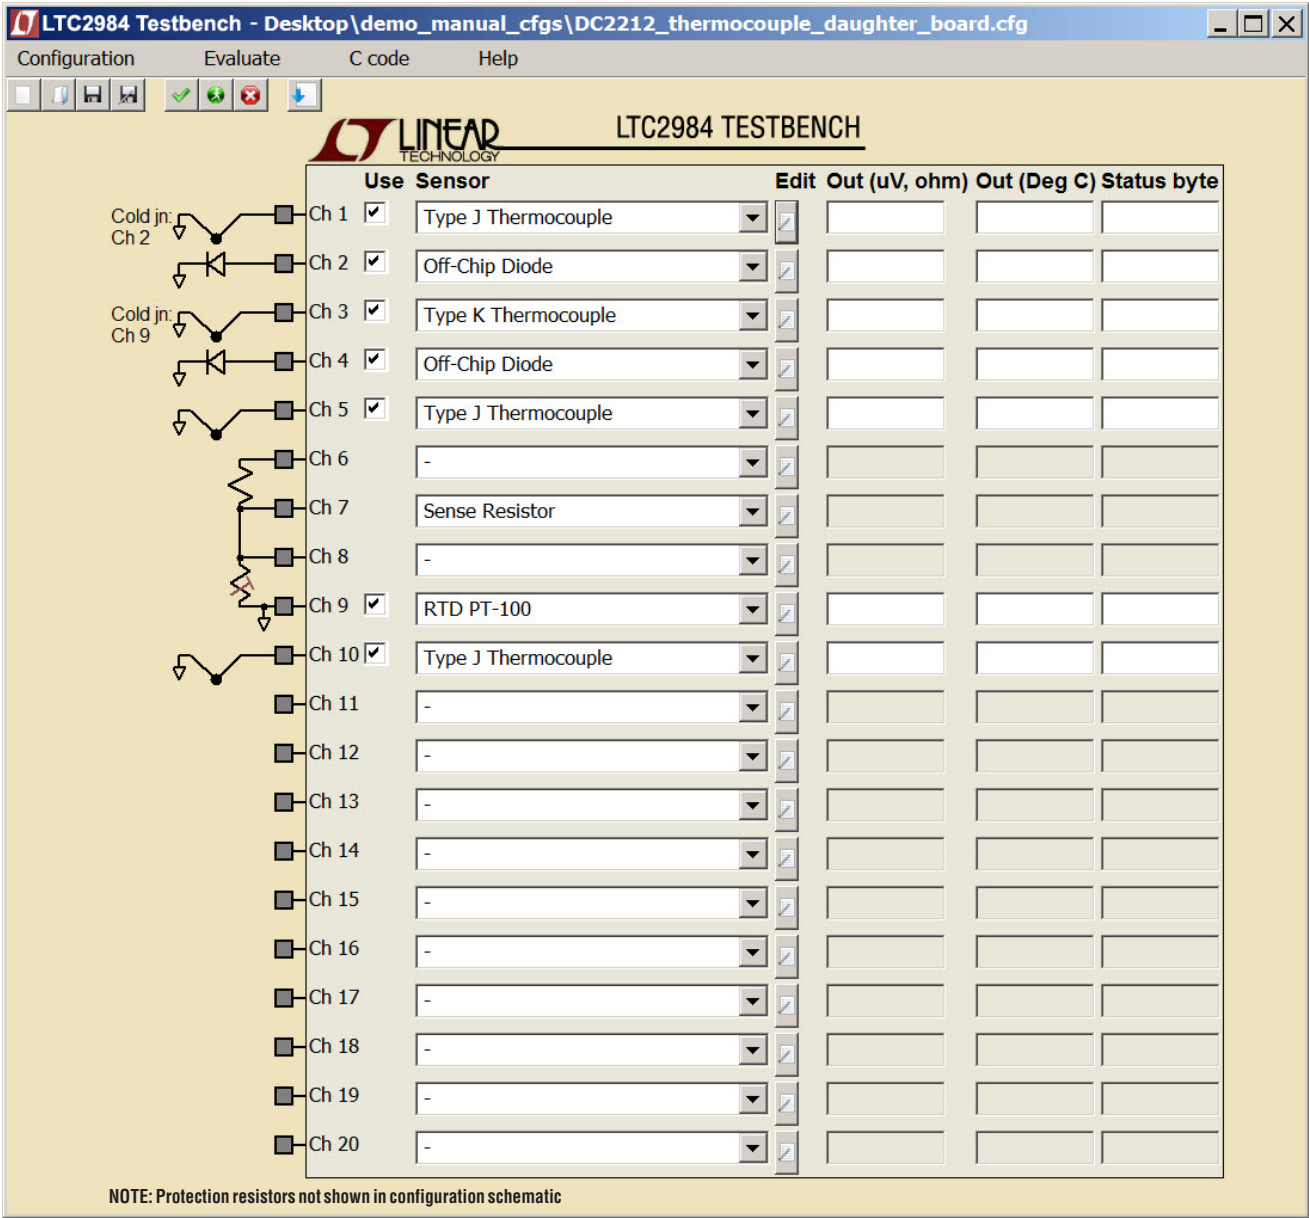 LTC2984 Testbench - Desktop\demo_manual_cfgs\DC2212_thermocouple_daughter_board.cfg
Configuration Evaluate C code Help
LINEAR TECHNOLOGY
LTC2984 TESTBENCH
Use Sensor Edit Out (uV, ohm) Out (Deg C) Status byte
Cold jn: Ch 2
Ch 1 Type J Thermocouple
Ch 2 Off-Chip Diode
Cold jn: Ch 9
Ch 3 Type K Thermocouple
Ch 4 Off-Chip Diode
Ch 5 Type J Thermocouple
Ch 6 -
Ch 7 Sense Resistor
Ch 8 -
Ch 9 RTD PT-100
Ch 10 Type J Thermocouple
Ch 11 -
Ch 12 -
Ch 13 -
Ch 14 -
Ch 15 -
Ch 16 -
Ch 17 -
Ch 18 -
Ch 19 -
Ch 20 -
NOTE: Protection resistors not shown in configuration schematic